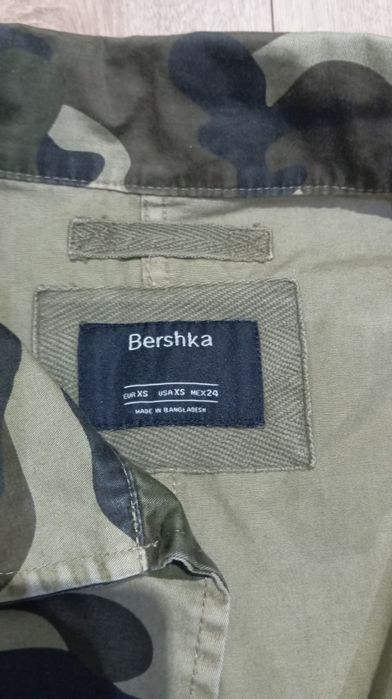 Bershka
EUR XS USA XS MEX 24
MADE IN BANGLADESH